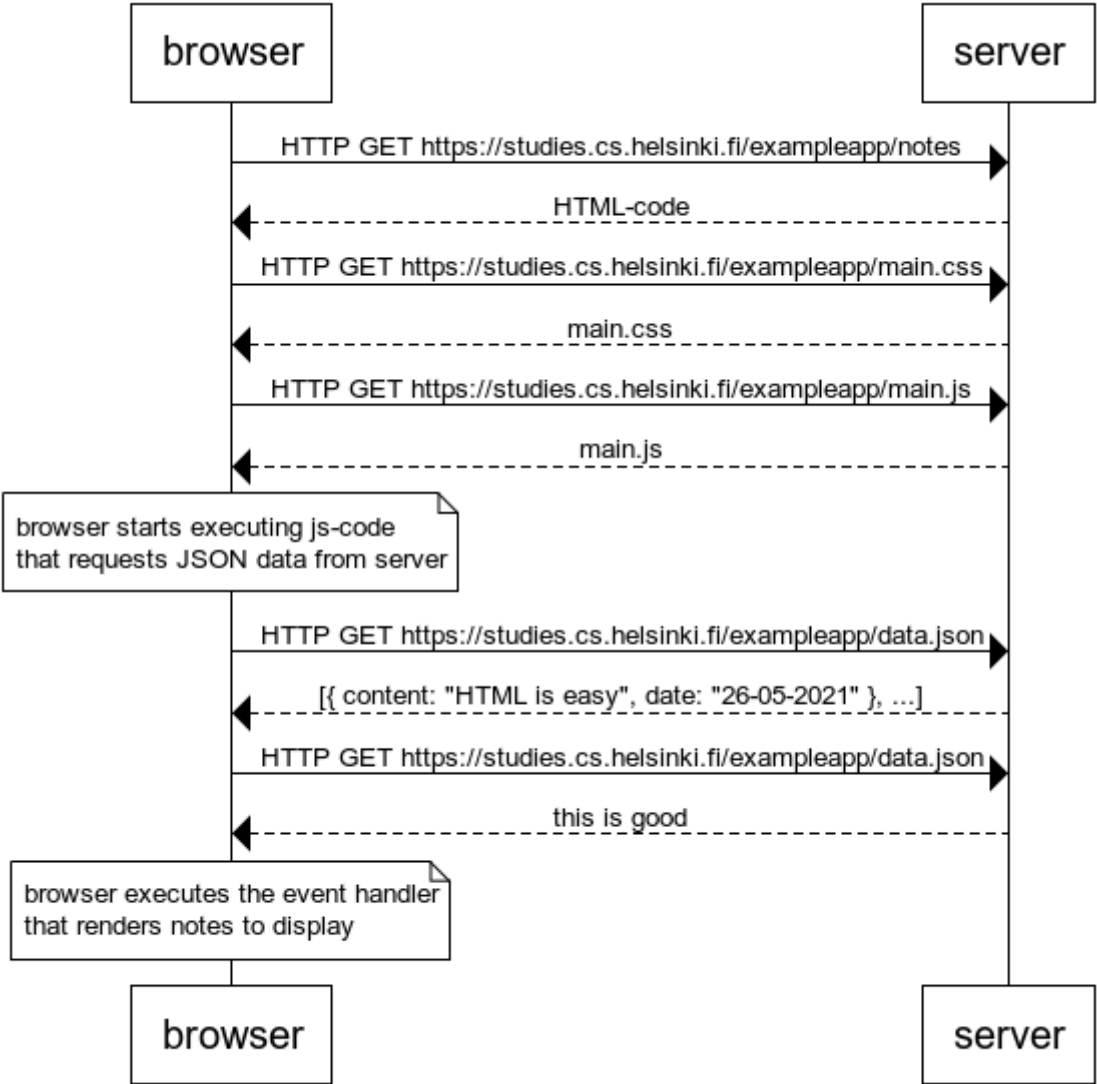 browser
server
HTTP GET https://studies.cs.helsinki.fi/exampleapp/notes
HTML-code
HTTP GET https://studies.cs.helsinki.fi/exampleapp/main.css
main.css
HTTP GET https://studies.cs.helsinki.fi/exampleapp/main.js
main.js
browser starts executing js-code
that requests JSON data from server
HTTP GET https://studies.cs.helsinki.fi/exampleapp/data.json
[{ content: "HTML is easy", date: "26-05-2021" }, ...]
HTTP GET https://studies.cs.helsinki.fi/exampleapp/data.json
this is good
browser executes the event handler
that renders notes to display
browser
server